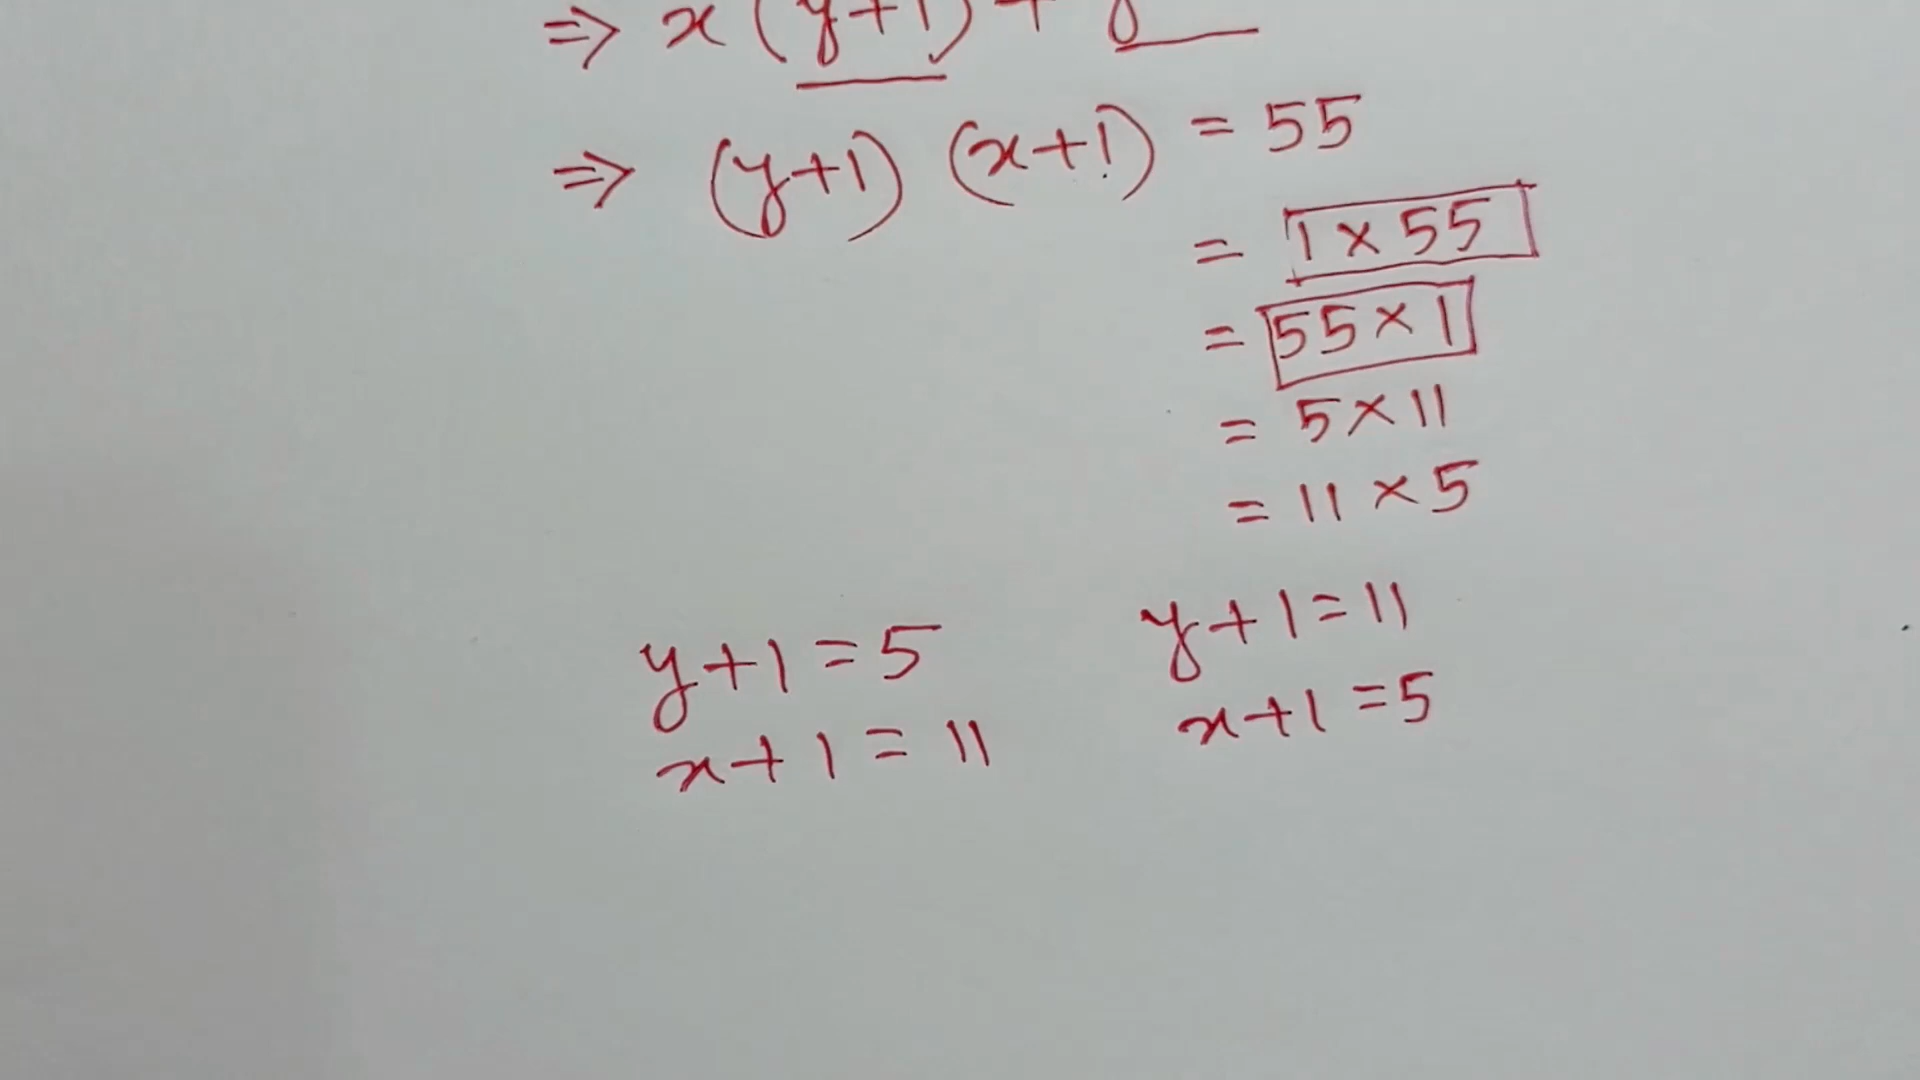 ⇒ x (y+1) +
⇒ (y+1) (x+1) = 55
= 1 × 55
= 55 × 1
= 5 × 11
= 11 × 5
y+1=5
x+1=11
y+1=11
x+1=5